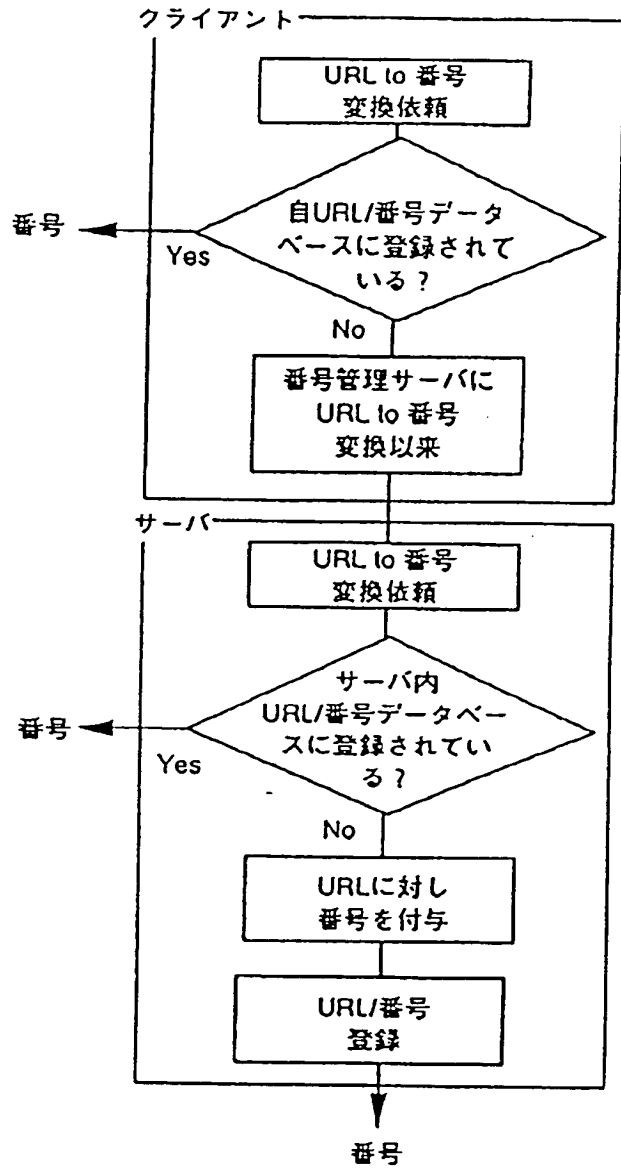 クライアント
URL to 番号
変換依頼
自URL/番号データ
ベースに登録されて
いる?
番号
Yes
No
番号管理サーバに
URL to 番号
変換以来
サーバ
URL to 番号
変換依頼
サーバ内
URL/番号データベー
スに登録されてい
る?
番号
Yes
No
URLに対し
番号を付与
URL/番号
登録
番号